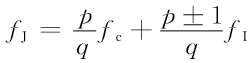 f_J = \frac{p}{q} f_c + \frac{p \pm 1}{q} f_I